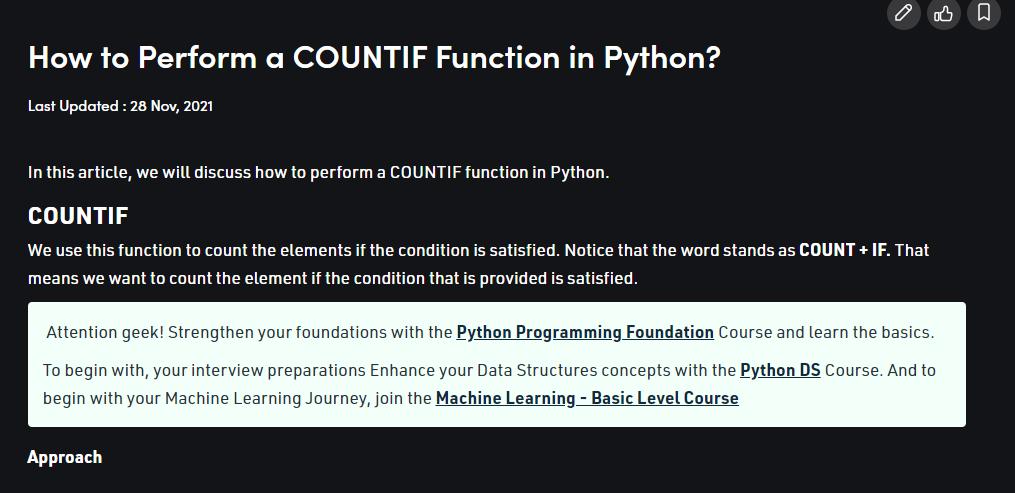 How to Perform a COUNTIF Function in Python?
Last Updated : 28 Nov, 2021
In this article, we will discuss how to perform a COUNTIF function in Python.
COUNTIF
We use this function to count the elements if the condition is satisfied. Notice that the word stands as COUNT + IF. That
means we want to count the element if the condition that is provided is satisfied.
Attention geek! Strengthen your foundations with the Python Programming Foundation Course and learn the basics.
To begin with, your interview preparations Enhance your Data Structures concepts with the Python DS Course. And to
begin with your Machine Learning Journey, join the Machine Learning - Basic Level Course
Approach